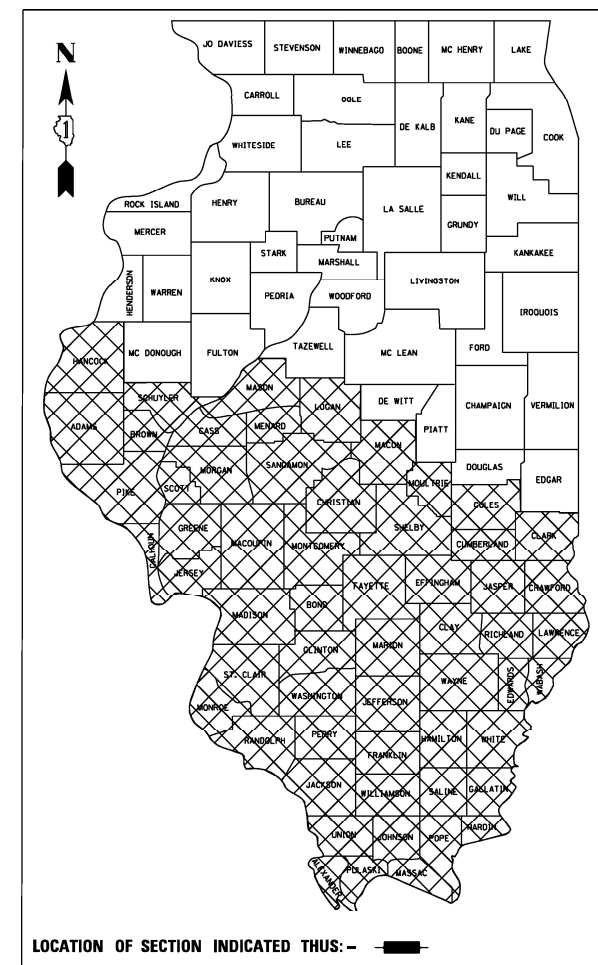 JO DAVIESS STEVENSON WINNEBAGO BOONE MC HENRY LAKE
N
CARROLL OGLE
DE KALB KANE DU PAGE COOK
1
WHITESIDE LEE
KENDALL
WILL
ROCK ISLAND HENRY BUREAU LA SALLE
GRUNDY
MERCER PUTNAM
STARK KANKAKEE
MARSHALL
HENDERSON WARREN KNOX PEORIA WOODFORD LIVINGSTON
IROQUOIS
TAZEWELL FORD
HANCOCK MC DONOUGH FULTON MC LEAN
MASON
SCHUYLER LOGAN DE WITT CHAMPAIGN VERMILION
ADAMS BROWN CASS MENARD PIATT
MACON
MORGAN SANGAMON DOUGLAS
PIKE SCOTT MOULTRIE EDGAR
CHRISTIAN COLES
GREENE SHELBY
CALHOUN MACOUPIN MONTGOMERY CUMBERLAND CLARK
JERSEY FAYETTE EFFINGHAM JASPER CRAWFORD
MADISON BOND
CLAY RICHLAND LAWRENCE
CLINTON MARION
ST. CLAIR WAYNE EDWARDS WABASH
WASHINGTON JEFFERSON
MONROE
RANDOLPH PERRY HAMILTON WHITE
FRANKLIN
JACKSON WILLIAMSON SALINE GALLATIN
UNION JOHNSON POPE HARDIN
ALEXANDER PULASKI MASSAC
LOCATION OF SECTION INDICATED THUS: –